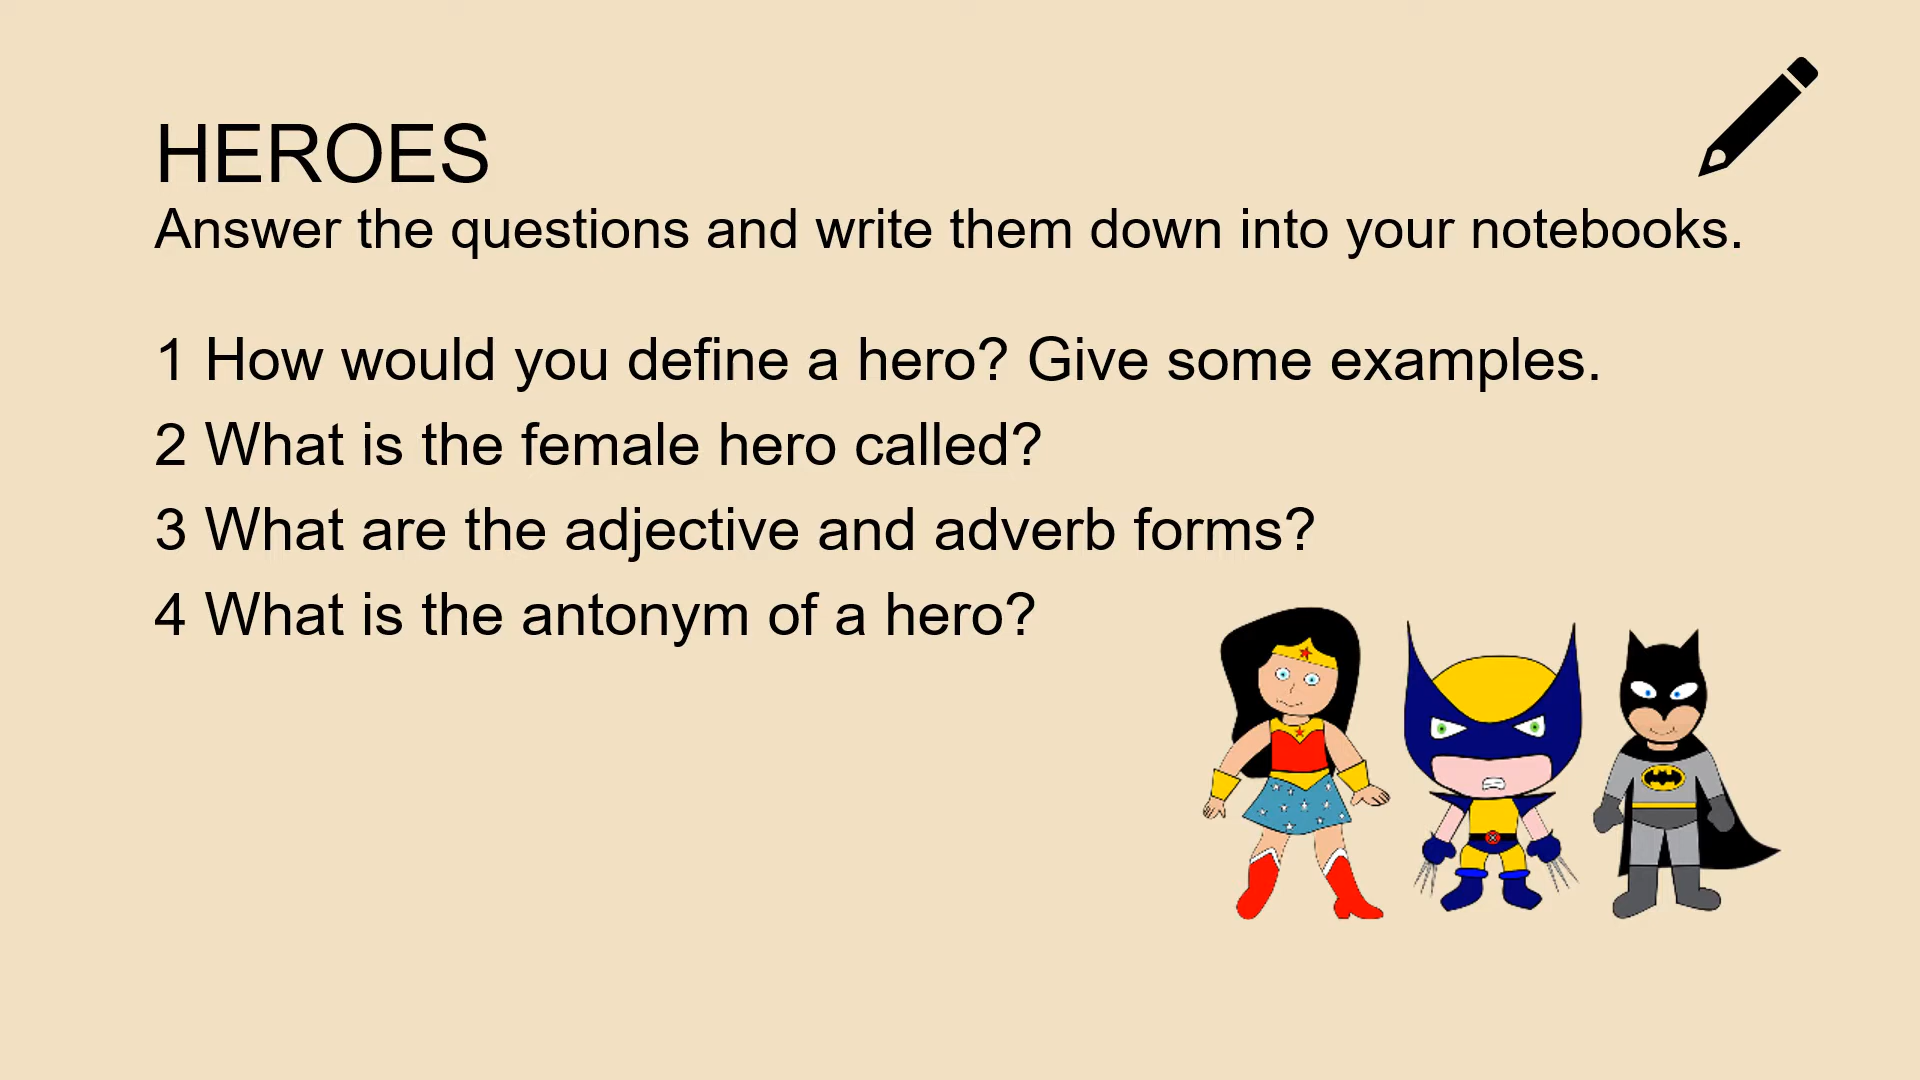 HEROES
Answer the questions and write them down into your notebooks.
1 How would you define a hero? Give some examples.
2 What is the female hero called?
3 What are the adjective and adverb forms?
4 What is the antonym of a hero?